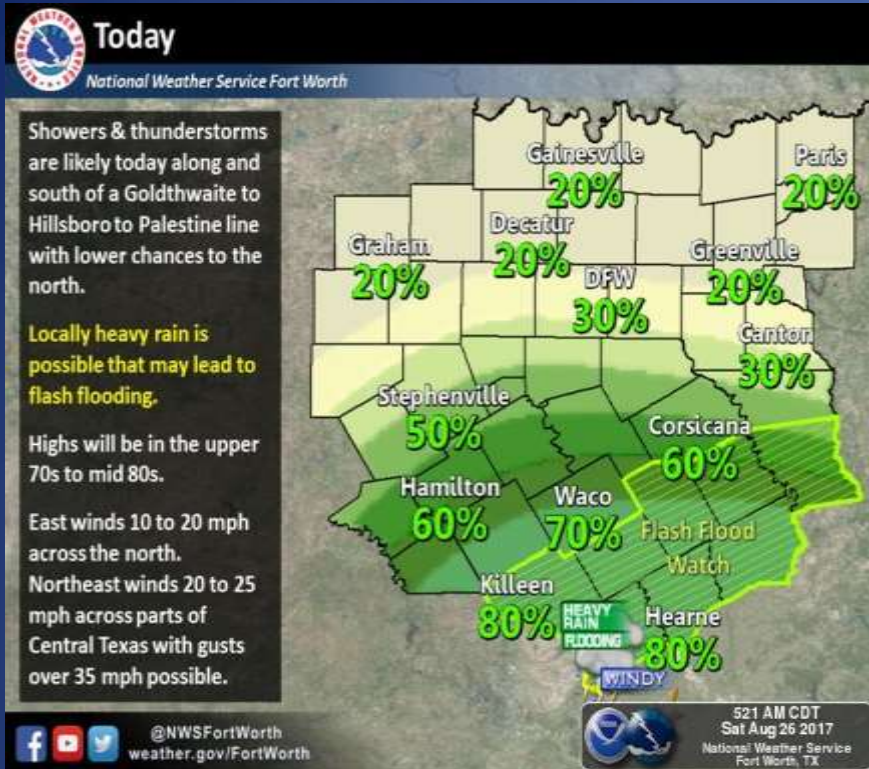 Today
National Weather Service Fort Worth
Showers & thunderstorms
are likely today along and
south of a Goldthwaite to
Hillsboro to Palestine line
with lower chances to the
north.
Locally heavy rain is
possible that may lead to
flash flooding.
Highs will be in the upper
70s to mid 80s.
East winds 10 to 20 mph
across the north.
Northeast winds 20 to 25
mph across parts of
Central Texas with gusts
over 35 mph possible.
Gainesville
20%
Paris
20%
Decatur
20%
Graham
20%
Greenville
20%
DFW
30%
Canton
30%
Stephenville
50%
Corsicana
60%
Hamilton
60%
Waco
70%
Flash Flood
Watch
Killeen
80%
HEAVY
RAIN
FLOODING
Hearne
80%
WINDY
@NWSFortWorth
weather.gov/FortWorth
521 AM CDT
Sat Aug 26 2017
National Weather Service
Fort Worth, TX